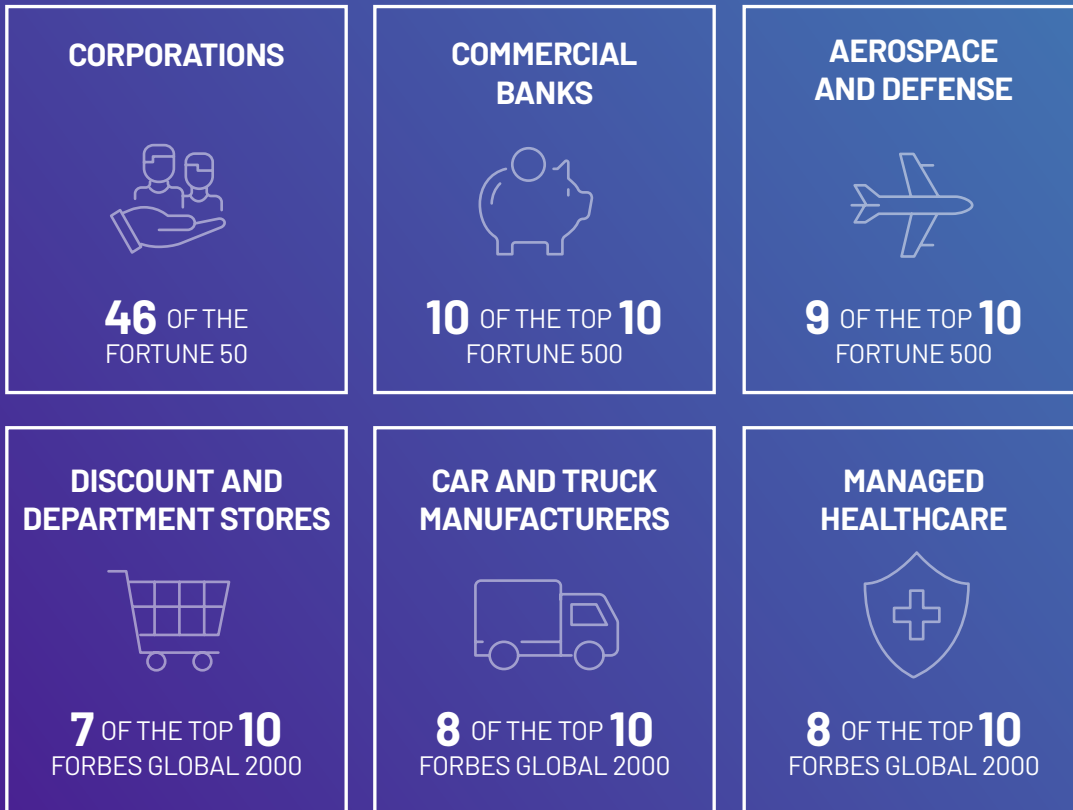 CORPORATIONS
46 OF THE
FORTUNE 50
COMMERCIAL
BANKS
10 OF THE TOP 10
FORTUNE 500
AEROSPACE
AND DEFENSE
9 OF THE TOP 10
FORTUNE 500
DISCOUNT AND
DEPARTMENT STORES
7 OF THE TOP 10
FORBES GLOBAL 2000
CAR AND TRUCK
MANUFACTURERS
8 OF THE TOP 10
FORBES GLOBAL 2000
MANAGED
HEALTHCARE
8 OF THE TOP 10
FORBES GLOBAL 2000